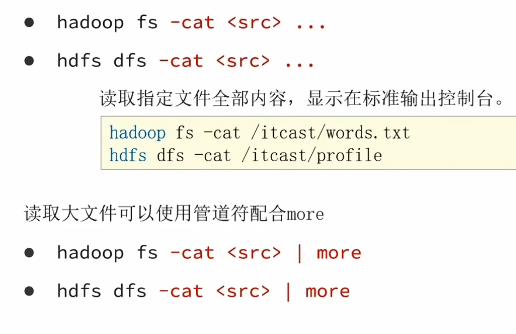 ● hadoop fs -cat <src> ...
● hdfs dfs -cat <src> ...
读取指定文件全部内容，显示在标准输出控制台。
hadoop fs -cat /itcast/words.txt
hdfs dfs -cat /itcast/profile
读取大文件可以使用管道符配合more
● hadoop fs -cat <src> | more
● hdfs dfs -cat <src> | more